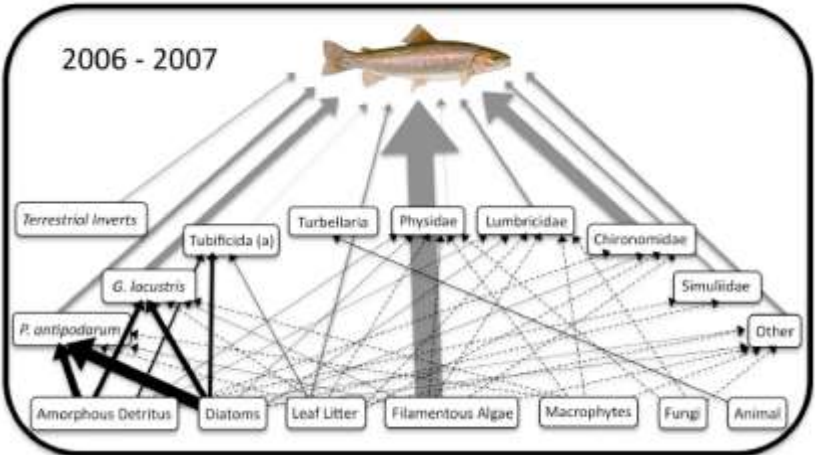 2006 - 2007
Terrestrial Inverts
Tubificida (a)
Turbellaria
Physidae
Lumbricidae
Chironomidae
G. lacustris
Simuliidae
P. antipodarum
Other
Amorphous Detritus
Diatoms
Leaf Litter
Filamentous Algae
Macrophytes
Fungi
Animal